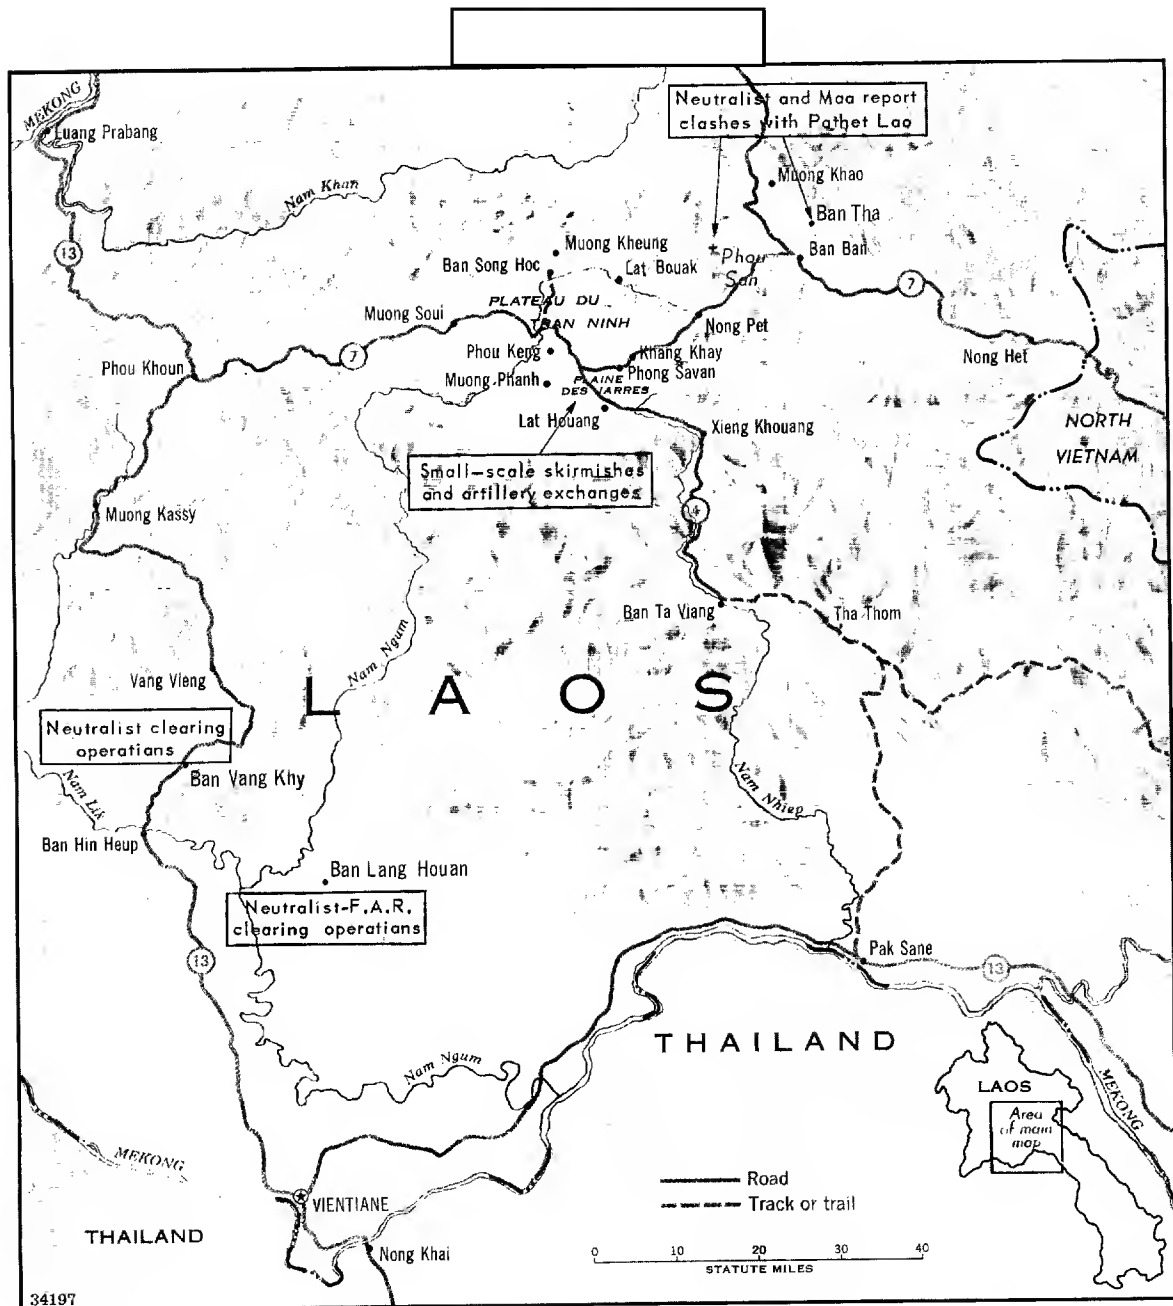 Neutralist and Maa report
clashes with Pathet Lao
MEKONG
Luang Prabang
Muong Khao
Nam Khan
Ban Tha
13
Muong Kheung
Ban Ban
Phou
San
Ban Song Hoc
Lat Bouak
7
PLATEAU DU
TRAN NINH
Muong Soui
Nong Pet
Phou Keng
Khang Khay
Nong Het
Phou Khoun
7
Phong Savan
Muong Phanh
PLAINE
DES JARRES
Lat Houang
Xieng Khouang
NORTH
VIETNAM
Small-scale skirmishes
and artillery exchanges
Muong Kassy
4
Ban Ta Viang
Tha Thom
Nam Ngum
Vang Vieng
LAOS
Neutralist clearing
operations
Ban Vang Khy
Nam Lik
Nam Nhiep
Ban Hin Heup
Ban Lang Houan
Neutralist-F.A.R.
clearing operations
13
Pak Sane
13
THAILAND
Nam Ngum
LAOS
Area
of main
map
MEKONG
MEKONG
Road
Track or trail
VIENTIANE
THAILAND
Nong Khai
0 10 20 30 40
STATUTE MILES
34197